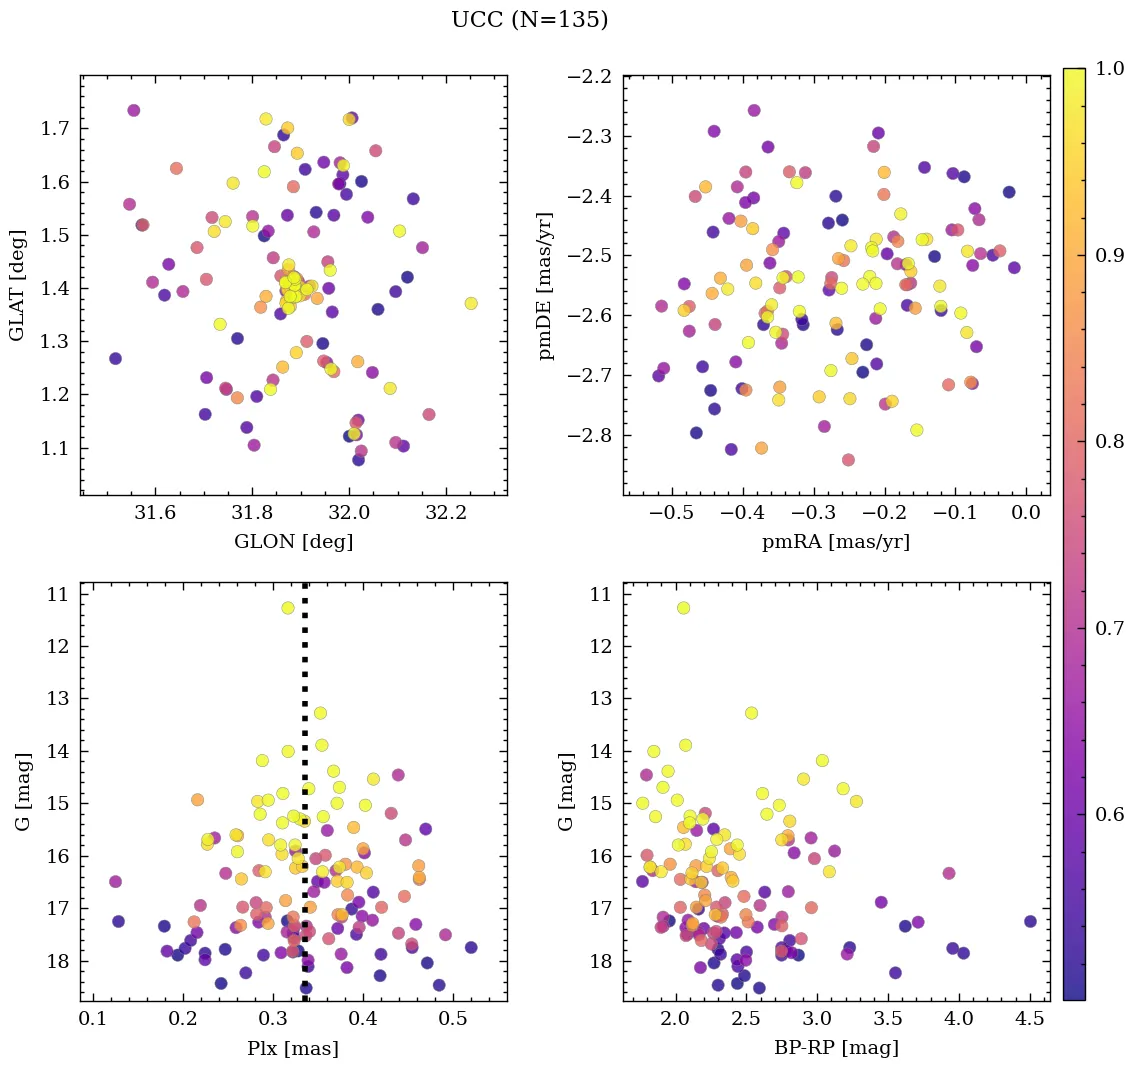 UCC (N=135)
1.7
1.6
1.5
1.4
1.3
1.2
1.1
GLAT [deg]
31.6 31.8 32.0 32.2
GLON [deg]
−2.2
−2.3
−2.4
−2.5
−2.6
−2.7
−2.8
pmDE [mas/yr]
−0.5 −0.4 −0.3 −0.2 −0.1 0.0
pmRA [mas/yr]
1.0
0.9
0.8
0.7
0.6
11
12
13
14
15
16
17
18
G [mag]
0.1 0.2 0.3 0.4 0.5
Plx [mas]
11
12
13
14
15
16
17
18
G [mag]
2.0 2.5 3.0 3.5 4.0 4.5
BP-RP [mag]